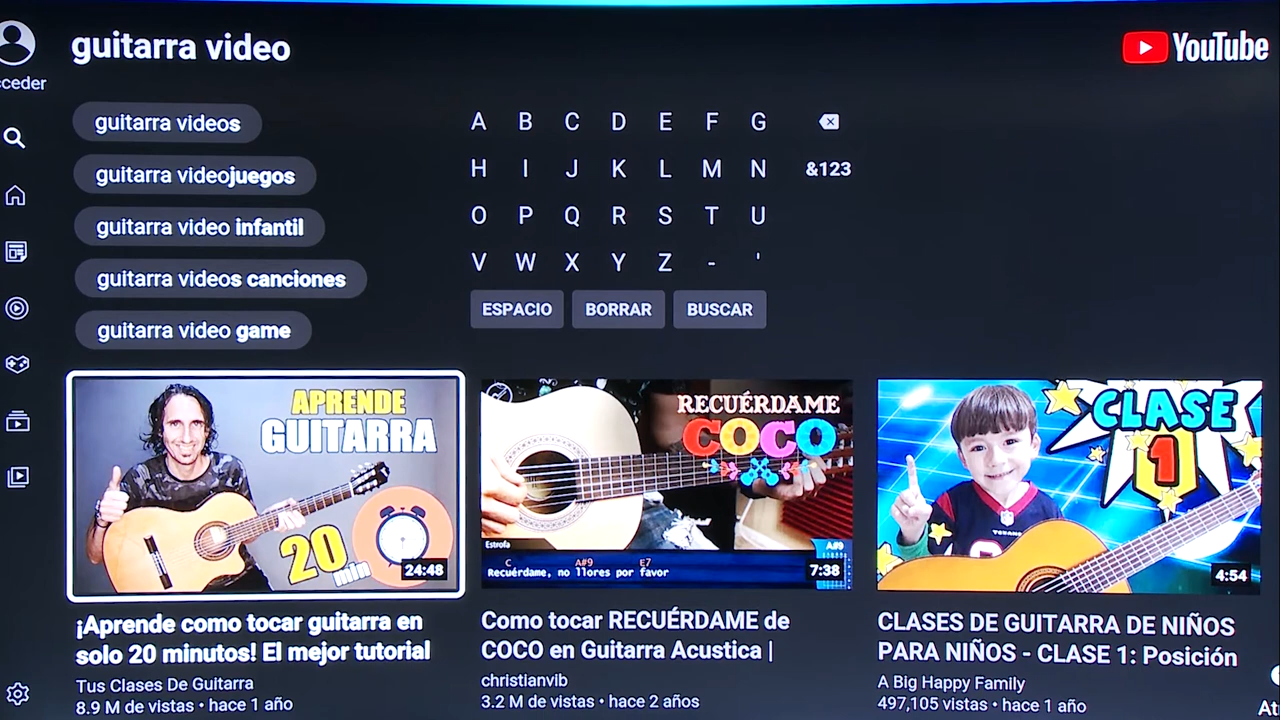 guitarra video
YouTube
ceder
guitarra videos
guitarra videojuegos
guitarra video infantil
guitarra videos canciones
guitarra video game
A B C D E F G
H I J K L M N &123
O P Q R S T U
V W X Y Z - '
ESPACIO BORRAR BUSCAR
APRENDE
GUITARRA
20
min
24:48
¡Aprende como tocar guitarra en
solo 20 minutos! El mejor tutorial
Tus Clases De Guitarra
8.9 M de vistas • hace 1 año
RECUÉRDAME
COCO
Estrofa
A#9
C A#9 E7
Recuérdame, no llores por favor
7:38
Como tocar RECUÉRDAME de
COCO en Guitarra Acustica |
christianvib
3.2 M de vistas • hace 2 años
CLASE
1
TEXANS
4:54
CLASES DE GUITARRA DE NIÑOS
PARA NIÑOS - CLASE 1: Posición
A Big Happy Family
497,105 vistas • hace 1 año
At